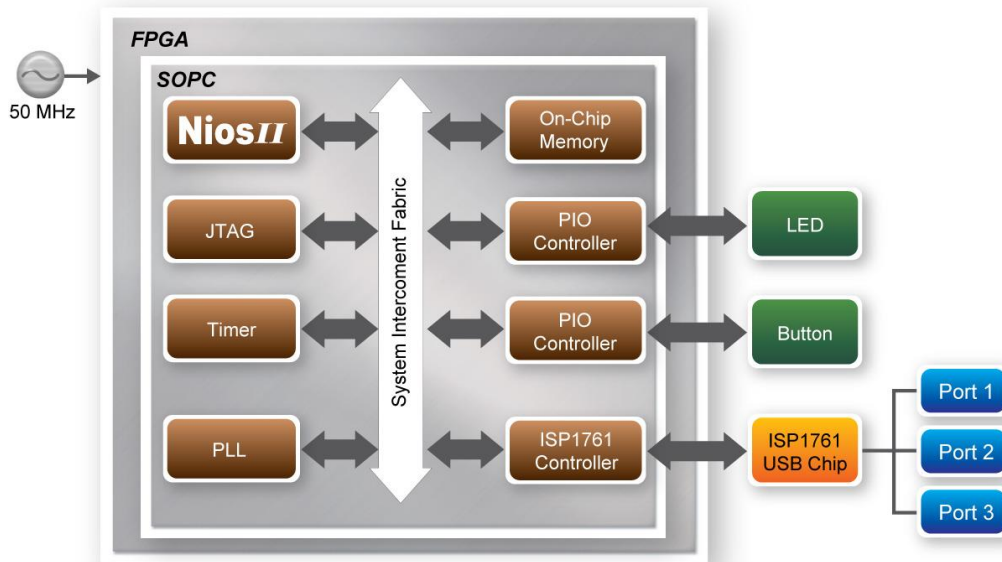 FPGA
50 MHz
SOPC
NiosII
JTAG
Timer
PLL
System Interconment Fabric
On-Chip
Memory
PIO
Controller
PIO
Controller
ISP1761
Controller
LED
Button
ISP1761
USB Chip
Port 1
Port 2
Port 3